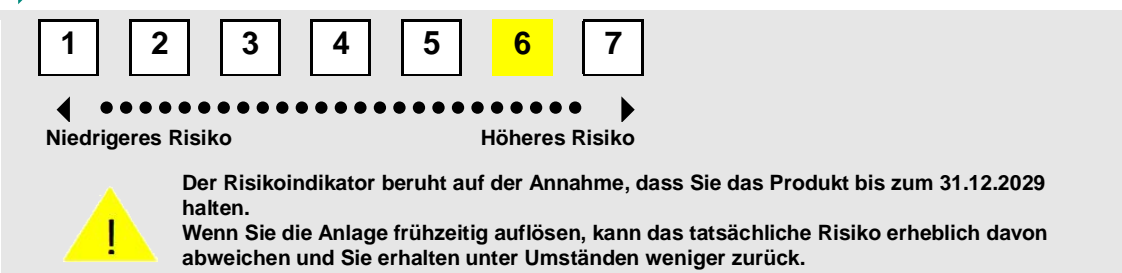 1 2 3 4 5 6 7
Niedrigeres Risiko Höheres Risiko
!
Der Risikoindikator beruht auf der Annahme, dass Sie das Produkt bis zum 31.12.2029
halten.
Wenn Sie die Anlage frühzeitig auflösen, kann das tatsächliche Risiko erheblich davon
abweichen und Sie erhalten unter Umständen weniger zurück.